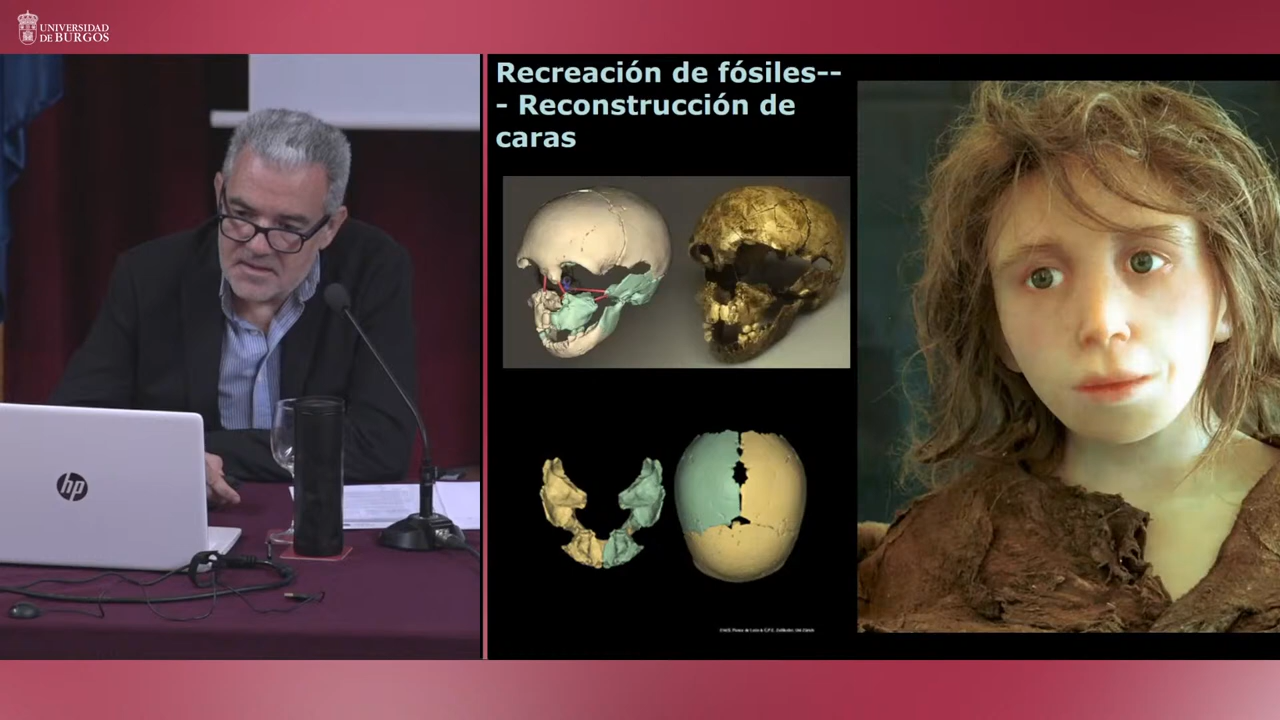 UNIVERSIDAD
DE BURGOS
Recreación de fósiles--
- Reconstrucción de
caras
hp